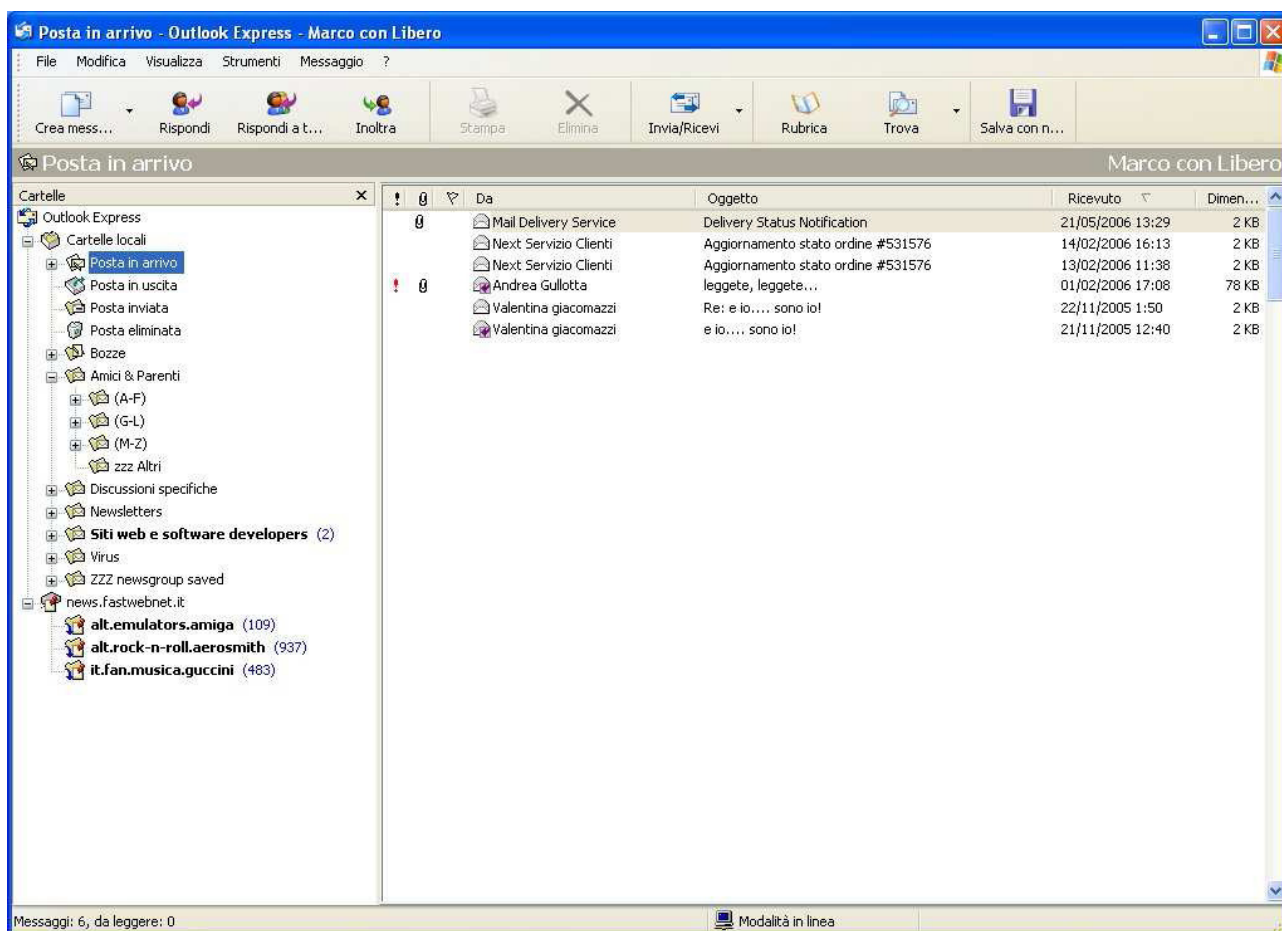 Posta in arrivo - Outlook Express - Marco con Libero
File Modifica Visualizza Strumenti Messaggio ?
Crea mess... Rispondi Rispondi a t... Inoltra Stampa Elimina Invia/Ricevi Rubrica Trova Salva con n...
Posta in arrivo Marco con Libero
Cartelle
Outlook Express
Cartelle locali
Posta in arrivo
Posta in uscita
Posta inviata
Posta eliminata
Bozze
Amici & Parenti
(A-F)
(G-L)
(M-Z)
zzz Altri
Discussioni specifiche
Newsletters
Siti web e software developers (2)
Virus
ZZZ newsgroup saved
news.fastwebnet.it
alt.emulators.amiga (109)
alt.rock-n-roll.aerosmith (937)
it.fan.musica.guccini (483)
! Da Oggetto Ricevuto Dimen...
Mail Delivery Service Delivery Status Notification 21/05/2006 13:29 2 KB
Next Servizio Clienti Aggiornamento stato ordine #531576 14/02/2006 16:13 2 KB
Next Servizio Clienti Aggiornamento stato ordine #531576 13/02/2006 11:38 2 KB
! Andrea Gullotta leggete, leggete... 01/02/2006 17:08 78 KB
Valentina giacomazzi Re: e io.... sono io! 22/11/2005 1:50 2 KB
Valentina giacomazzi e io.... sono io! 21/11/2005 12:40 2 KB
Messaggi: 6, da leggere: 0 Modalità in linea